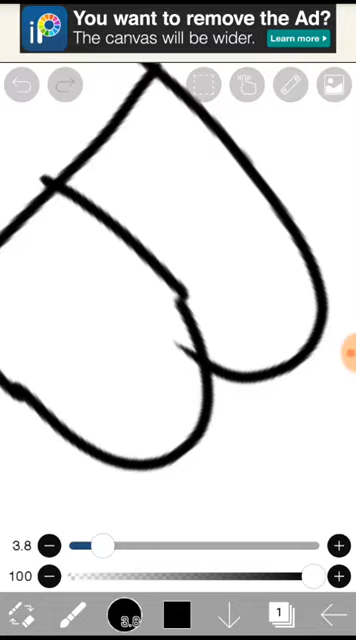 iP
You want to remove the Ad?
The canvas will be wider.
Learn more
3.8
100
3.8
1